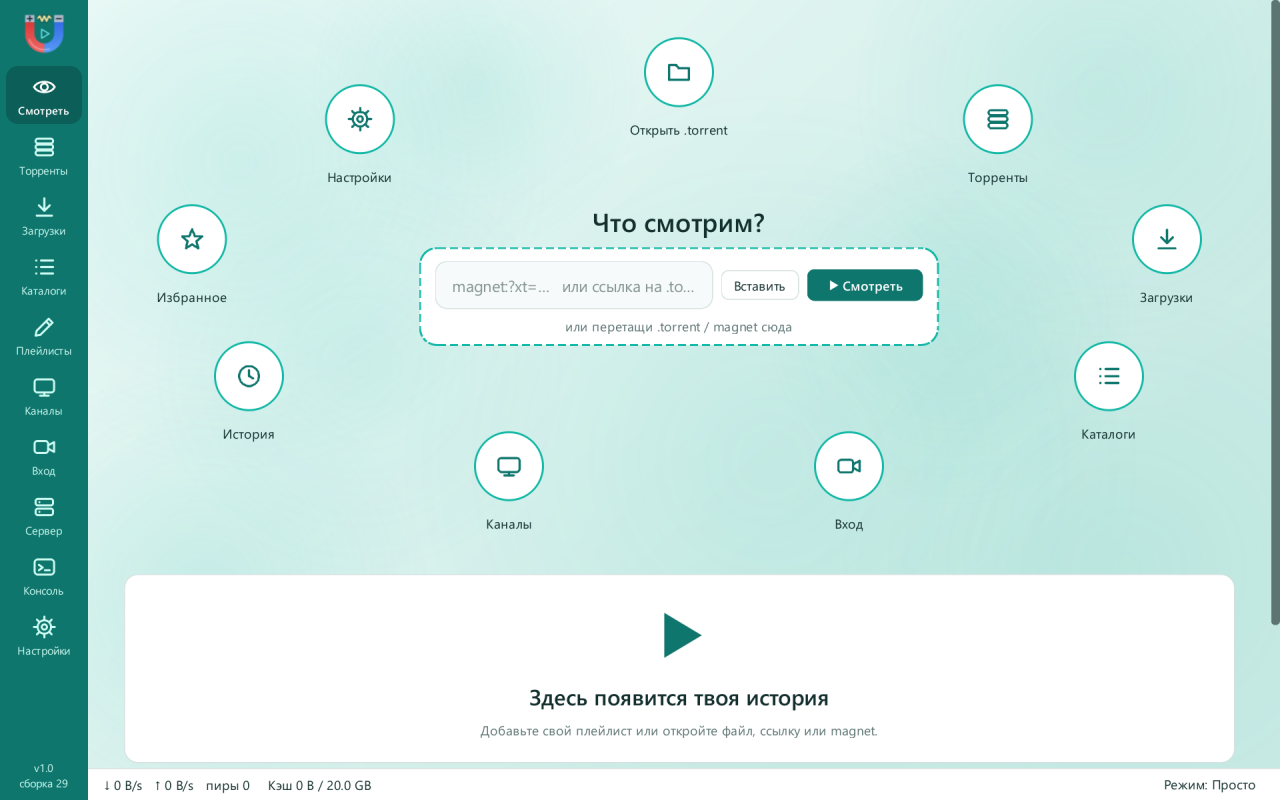 Смотреть
Торренты
Загрузки
Каталоги
Плейлисты
Каналы
Вход
Сервер
Консоль
Настройки
v1.0
сборка 29
Открыть .torrent
Настройки
Торренты
Избранное
Загрузки
Что смотрим?
magnet:?xt=... или ссылка на .to...
Вставить
Смотреть
или перетащи .torrent / magnet сюда
История
Каталоги
Каналы
Вход
Здесь появится твоя история
Добавьте свой плейлист или откройте файл, ссылку или magnet.
↓ 0 B/s ↑ 0 B/s пиры 0 Кэш 0 B / 20.0 GB
Режим: Просто